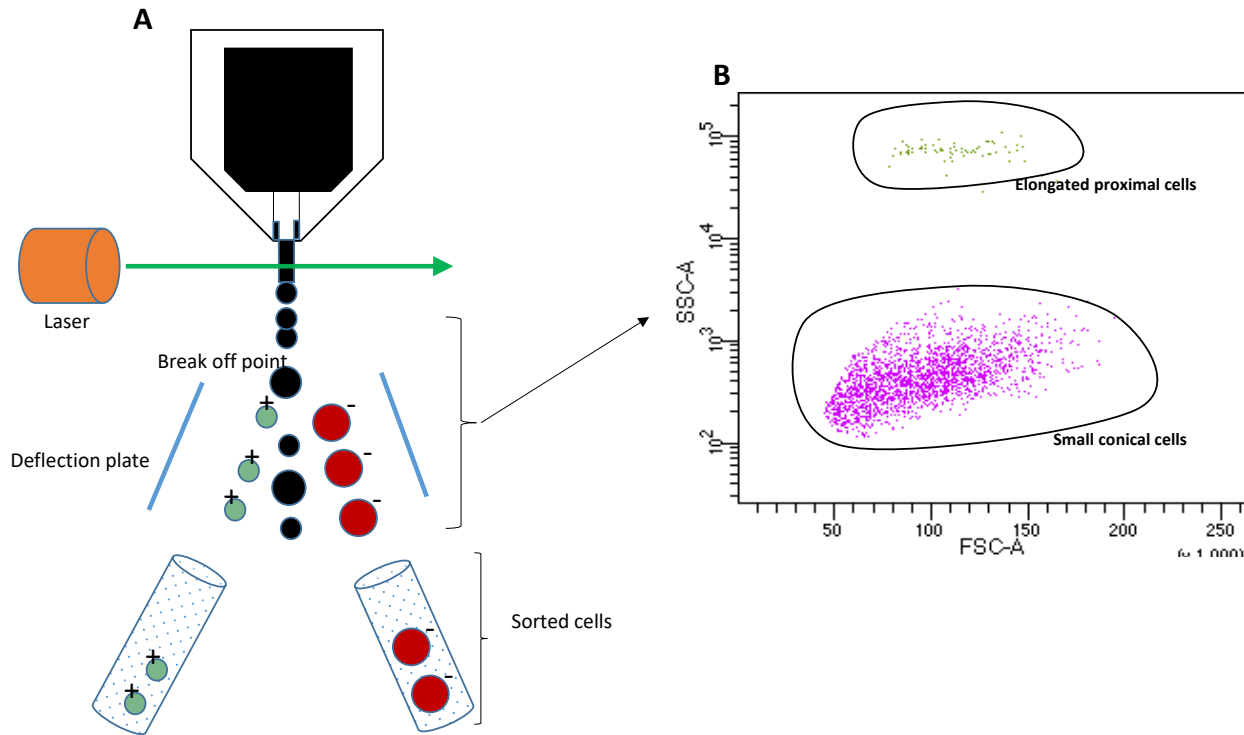 A
Laser
Break off point
+
-
Deflection plate
+
-
+
-
Sorted cells
+
-
+
-
B
SSC-A
10^5
10^4
10^3
10^2
Elongated proximal cells
Small conical cells
50 100 150 200 250
FSC-A